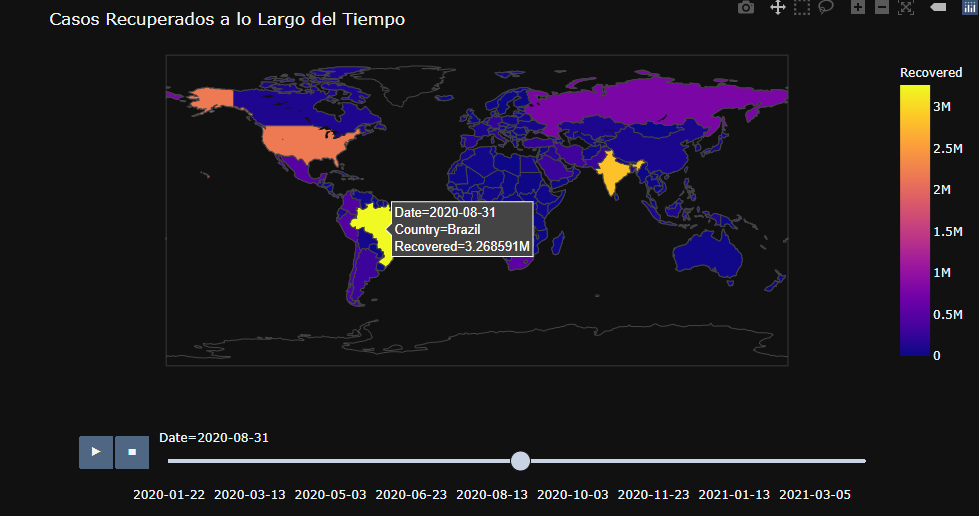 Casos Recuperados a lo Largo del Tiempo
Recovered
3M
2.5M
2M
1.5M
1M
0.5M
0
Date=2020-08-31
Country=Brazil
Recovered=3.268591M
Date=2020-08-31
2020-01-22 2020-03-13 2020-05-03 2020-06-23 2020-08-13 2020-10-03 2020-11-23 2021-01-13 2021-03-05